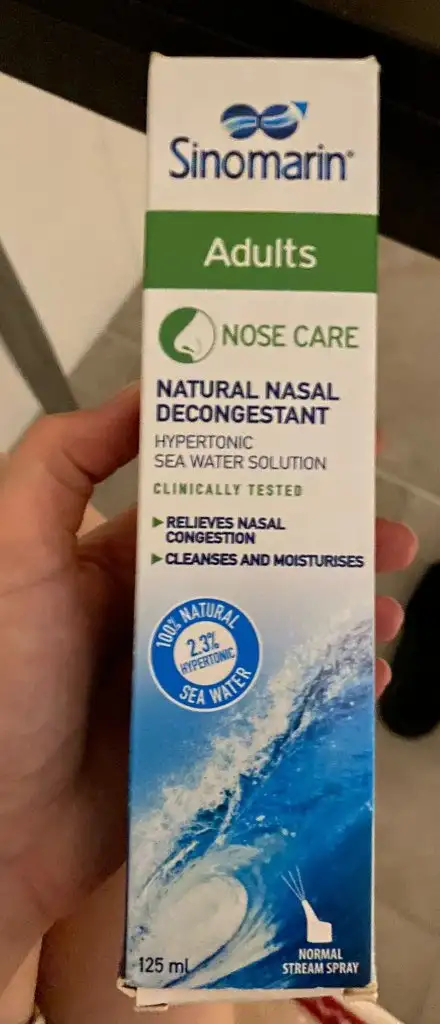 Sinomarin®
Adults
NOSE CARE
NATURAL NASAL
DECONGESTANT
HYPERTONIC
SEA WATER SOLUTION
CLINICALLY TESTED
RELIEVES NASAL
CONGESTION
CLEANSES AND MOISTURISES
100% NATURAL
2.3%
HYPERTONIC
SEA WATER
125 ml
NORMAL
STREAM SPRAY